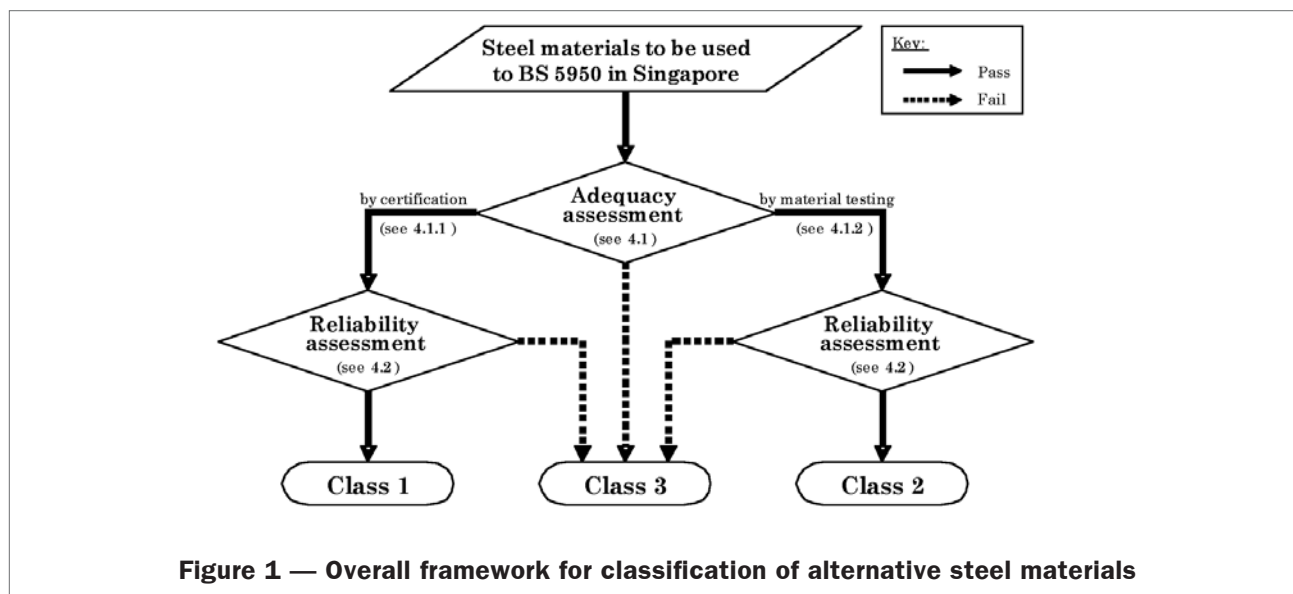 Steel materials to be used
to BS 5950 in Singapore
Key:
Pass
Fail
Adequacy
assessment
(see 4.1)
by certification
(see 4.1.1 )
by material testing
(see 4.1.2)
Reliability
assessment
(see 4.2 )
Reliability
assessment
(see 4.2 )
Class 1
Class 3
Class 2
Figure 1 — Overall framework for classification of alternative steel materials